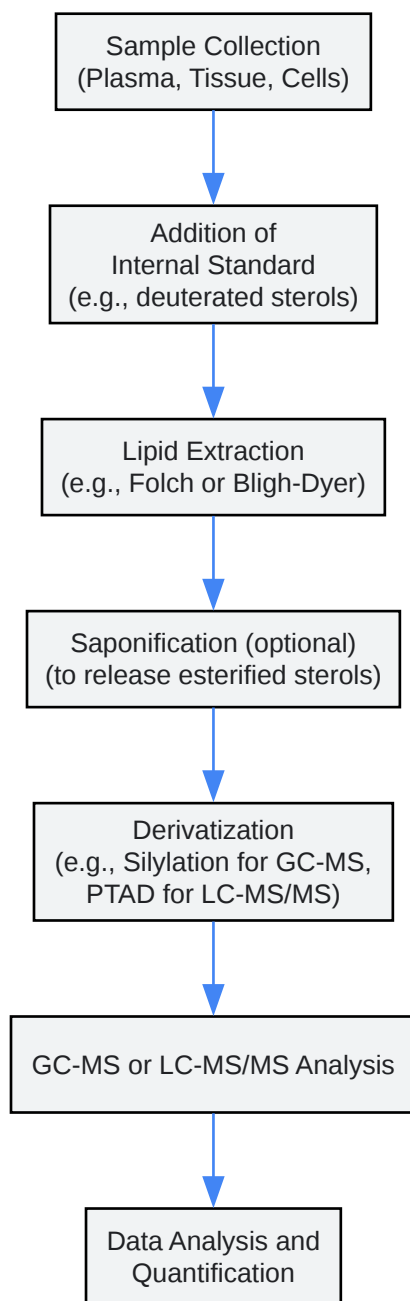 Sample Collection
(Plasma, Tissue, Cells)
Addition of
Internal Standard
(e.g., deuterated sterols)
Lipid Extraction
(e.g., Folch or Bligh-Dyer)
Saponification (optional)
(to release esterified sterols)
Derivatization
(e.g., Silylation for GC-MS,
PTAD for LC-MS/MS)
GC-MS or LC-MS/MS Analysis
Data Analysis and
Quantification